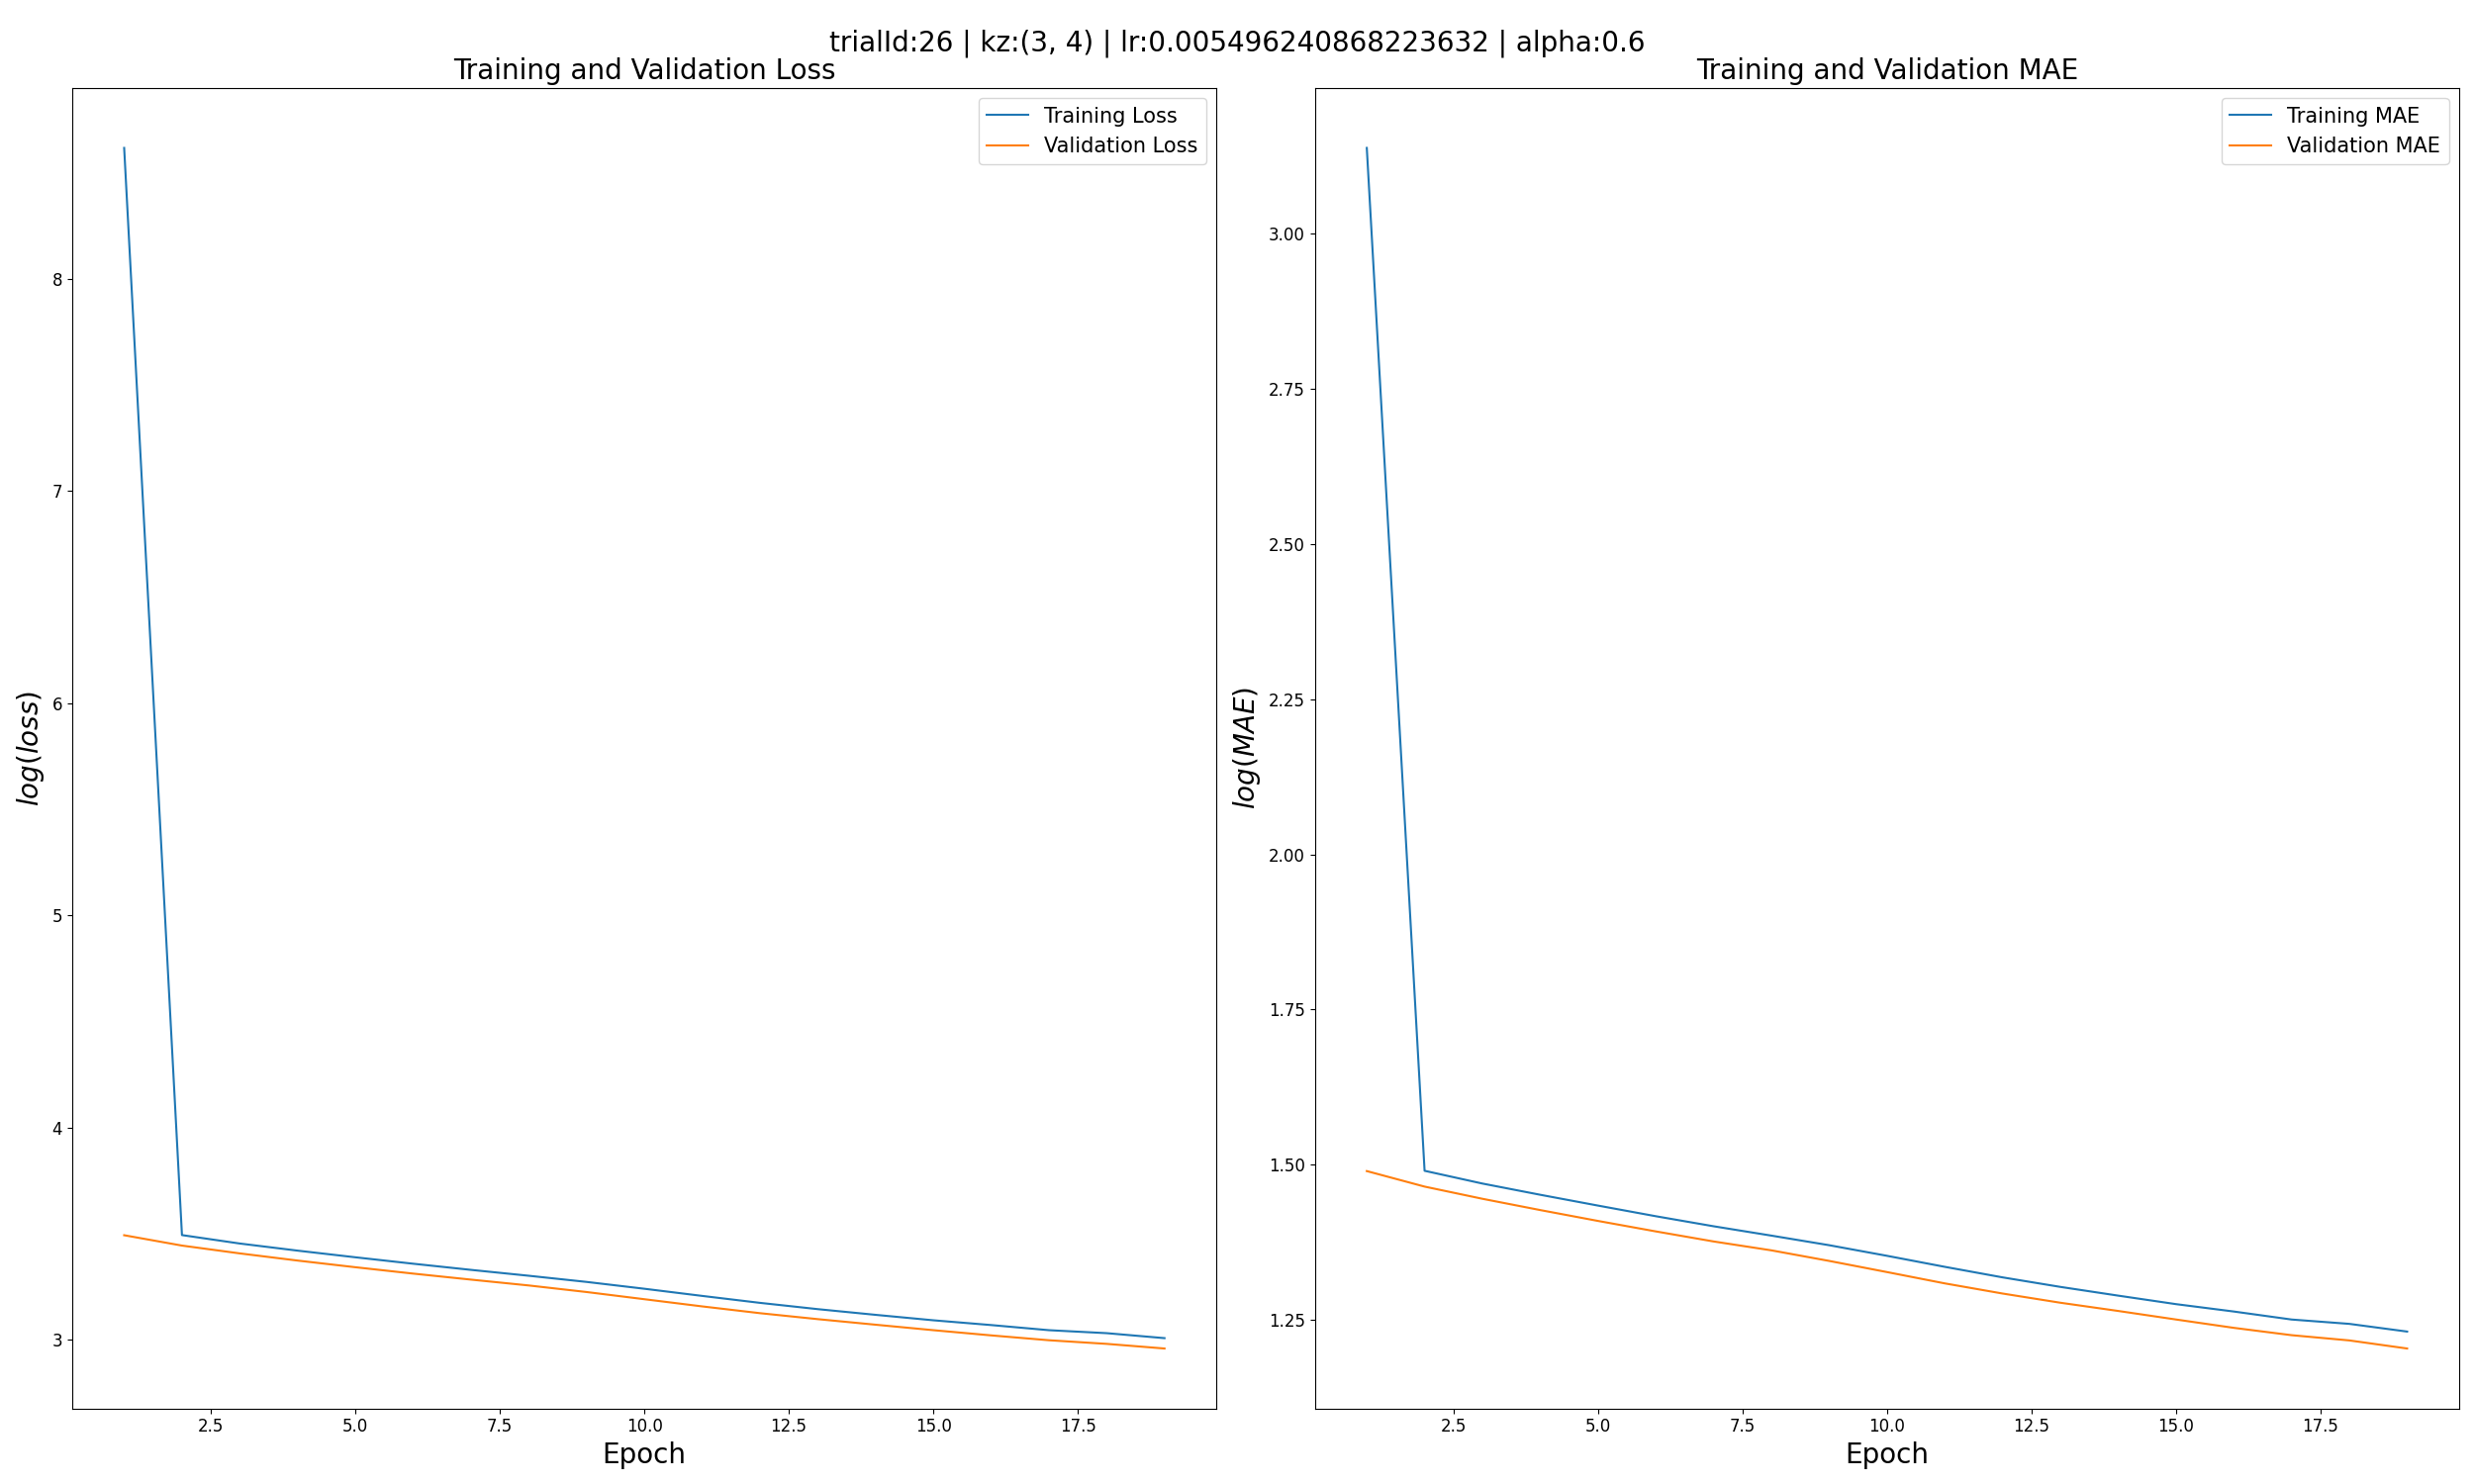 trialId:26 | kz:(3, 4) | lr:0.005496240868223632 | alpha:0.6
Training and Validation Loss
Training Loss
Validation Loss
8
7
6
5
4
3
log(loss)
2.5 5.0 7.5 10.0 12.5 15.0 17.5
Epoch
Training and Validation MAE
Training MAE
Validation MAE
3.00
2.75
2.50
2.25
2.00
1.75
1.50
1.25
log(MAE)
2.5 5.0 7.5 10.0 12.5 15.0 17.5
Epoch